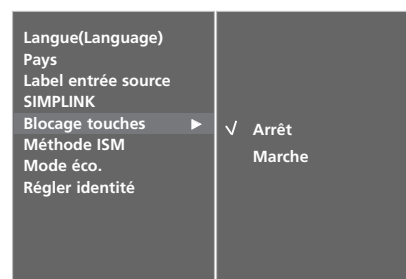 Langue(Language)
Pays
Label entrée source
SIMPLINK
Blocage touches ►
Méthode ISM
Mode éco.
Régler identité
√ Arrêt
Marche